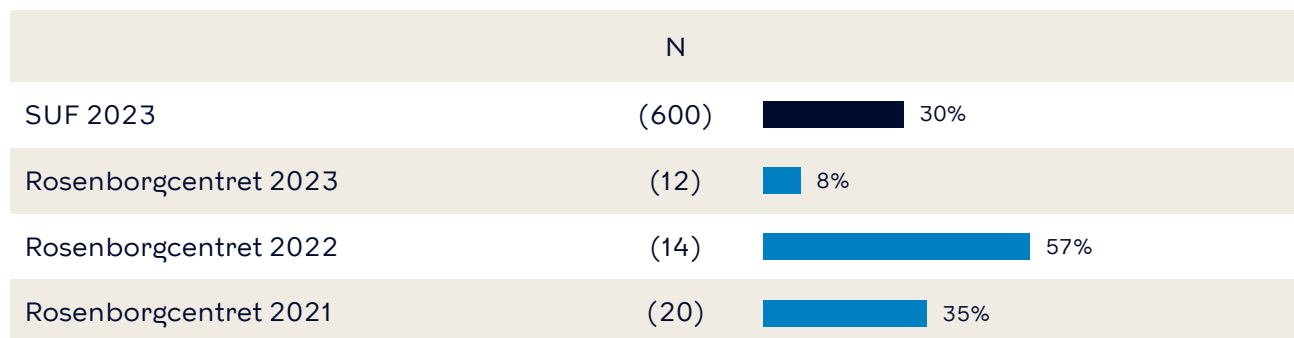 N
SUF 2023 (600) 30%
Rosenborgcentret 2023 (12) 8%
Rosenborgcentret 2022 (14) 57%
Rosenborgcentret 2021 (20) 35%